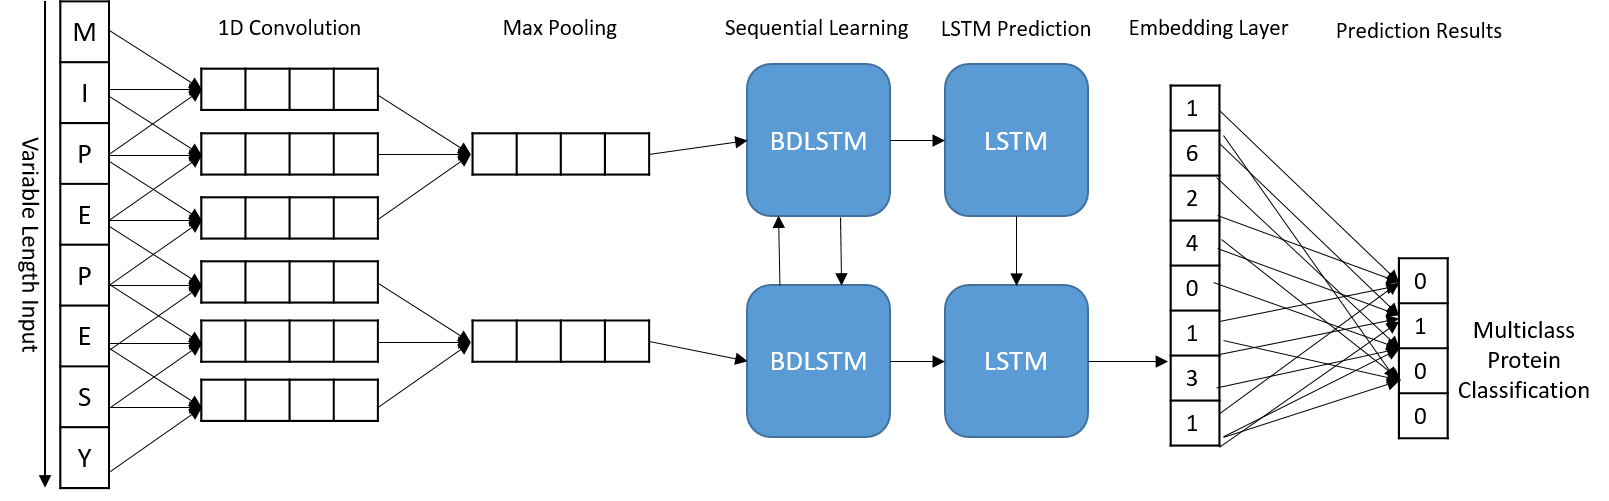 Variable Length Input
M
I
P
E
P
E
S
Y
1D Convolution
Max Pooling
Sequential Learning
BDLSTM
BDLSTM
LSTM Prediction
LSTM
LSTM
Embedding Layer
1
6
2
4
0
1
3
1
Prediction Results
0
1
0
0
Multiclass
Protein
Classification